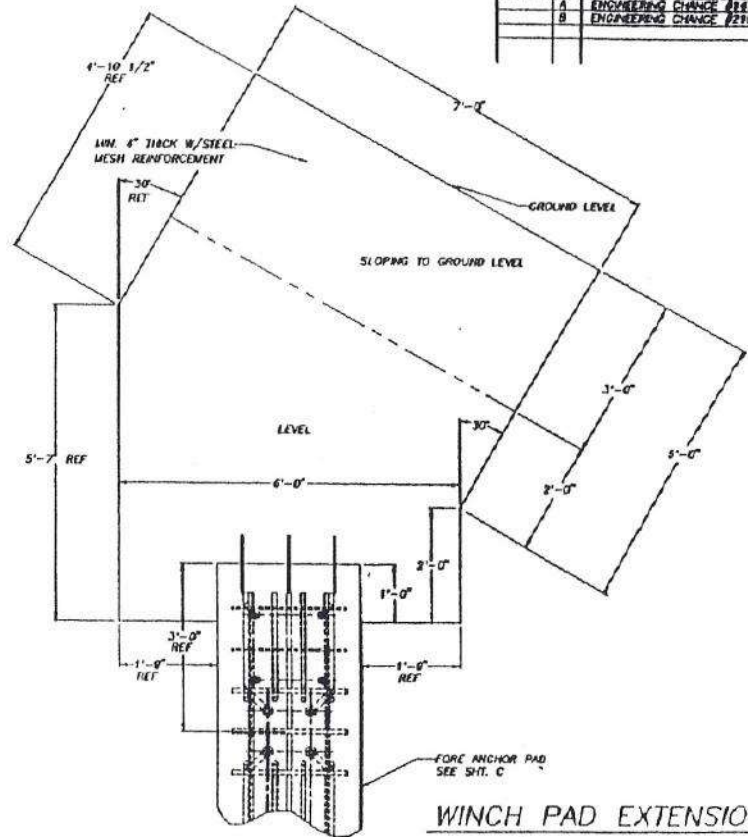 A ENGINEERING CHANGE
B ENGINEERING CHANGE
4'-10 1/2"
REF
7'-0"
MIN. 4" THICK W/STEEL
MESH REINFORCEMENT
30°
REF
GROUND LEVEL
SLOPING TO GROUND LEVEL
3'-0"
5'-7" REF
LEVEL
30°
5'-0"
6'-0"
2'-0"
2'-0"
1'-0"
3'-0"
REF
1'-9"
REF
1'-9"
REF
FORE ANCHOR PAD
SEE SHT. C
WINCH PAD EXTENSIO